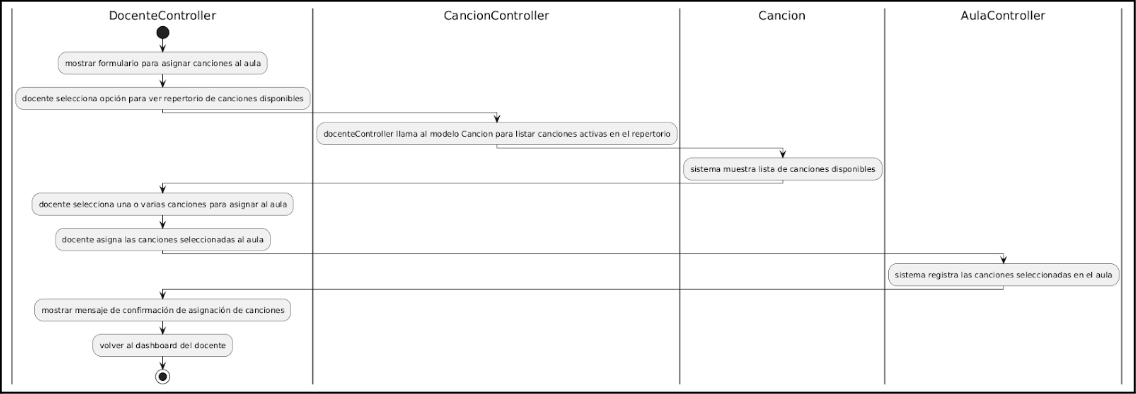 DocenteController
CancionController
Cancion
AulaController
mostrar formulario para asignar canciones al aula
docente selecciona opción para ver repertorio de canciones disponibles
docenteController llama al modelo Cancion para listar canciones activas en el repertorio
sistema muestra lista de canciones disponibles
docente selecciona una o varias canciones para asignar al aula
docente asigna las canciones seleccionadas al aula
sistema registra las canciones seleccionadas en el aula
mostrar mensaje de confirmación de asignación de canciones
volver al dashboard del docente